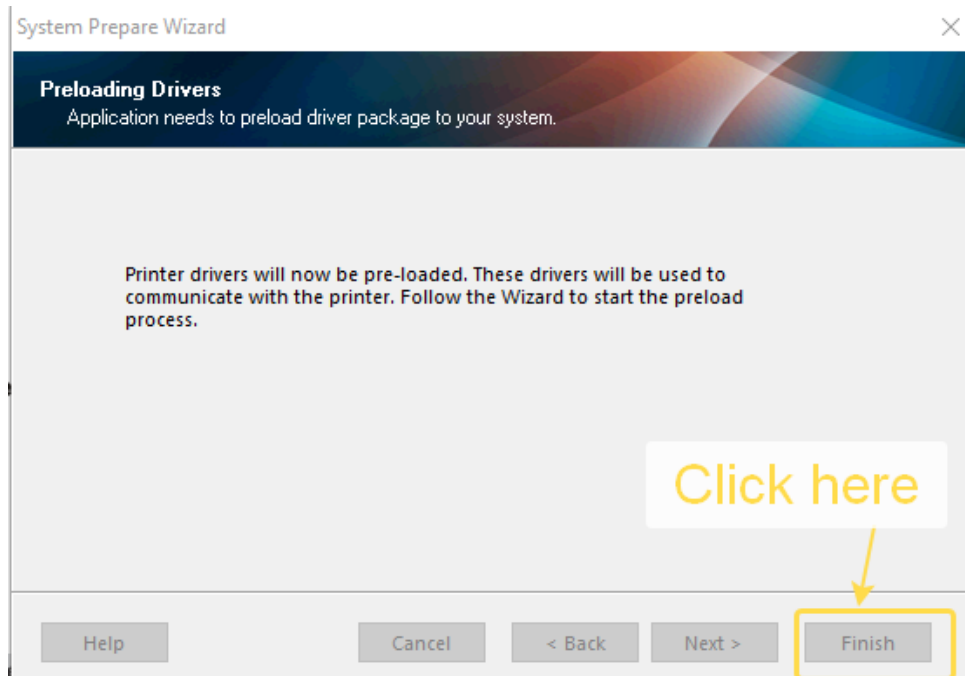 System Prepare Wizard
Preloading Drivers
Application needs to preload driver package to your system.
Printer drivers will now be pre-loaded. These drivers will be used to
communicate with the printer. Follow the Wizard to start the preload
process.
Click here
Help
Cancel
< Back
Next >
Finish